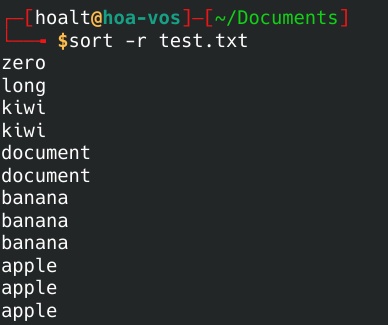 ┌─[hoalt@hoa-vos]─[~/Documents]
└──╼ $sort -r test.txt
zero
long
kiwi
kiwi
document
document
banana
banana
banana
apple
apple
apple